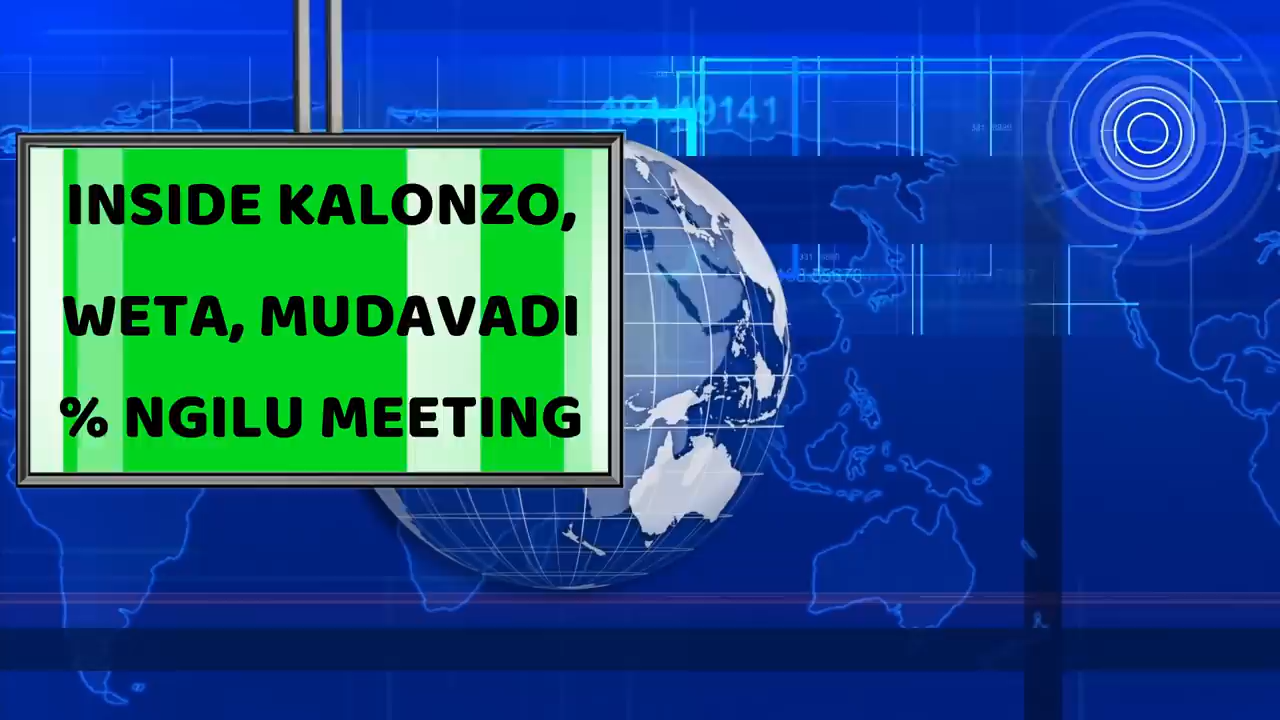 INSIDE KALONZO,
WETA, MUDAVADI
% NGILU MEETING